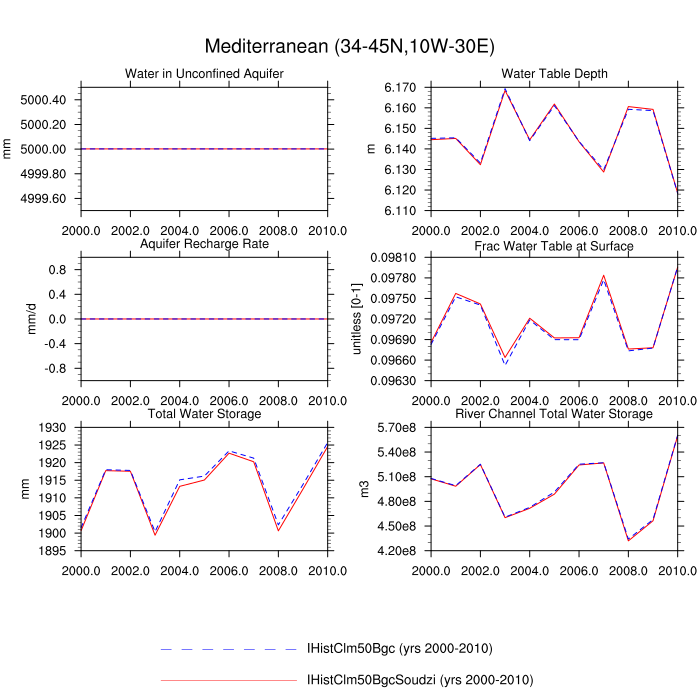 Mediterranean (34-45N,10W-30E)
Water in Unconfined Aquifer
mm
5000.40
5000.20
5000.00
4999.80
4999.60
2000.0 2002.0 2004.0 2006.0 2008.0 2010.0
Water Table Depth
m
6.170
6.160
6.150
6.140
6.130
6.120
6.110
2000.0 2002.0 2004.0 2006.0 2008.0 2010.0
Aquifer Recharge Rate
mm/d
0.8
0.4
0.0
-0.4
-0.8
2000.0 2002.0 2004.0 2006.0 2008.0 2010.0
Frac Water Table at Surface
unitless [0-1]
0.09810
0.09780
0.09750
0.09720
0.09690
0.09660
0.09630
2000.0 2002.0 2004.0 2006.0 2008.0 2010.0
Total Water Storage
mm
1930
1925
1920
1915
1910
1905
1900
1895
2000.0 2002.0 2004.0 2006.0 2008.0 2010.0
River Channel Total Water Storage
m3
5.70e8
5.40e8
5.10e8
4.80e8
4.50e8
4.20e8
2000.0 2002.0 2004.0 2006.0 2008.0 2010.0
IHistClm50Bgc (yrs 2000-2010)
IHistClm50BgcSoudzi (yrs 2000-2010)